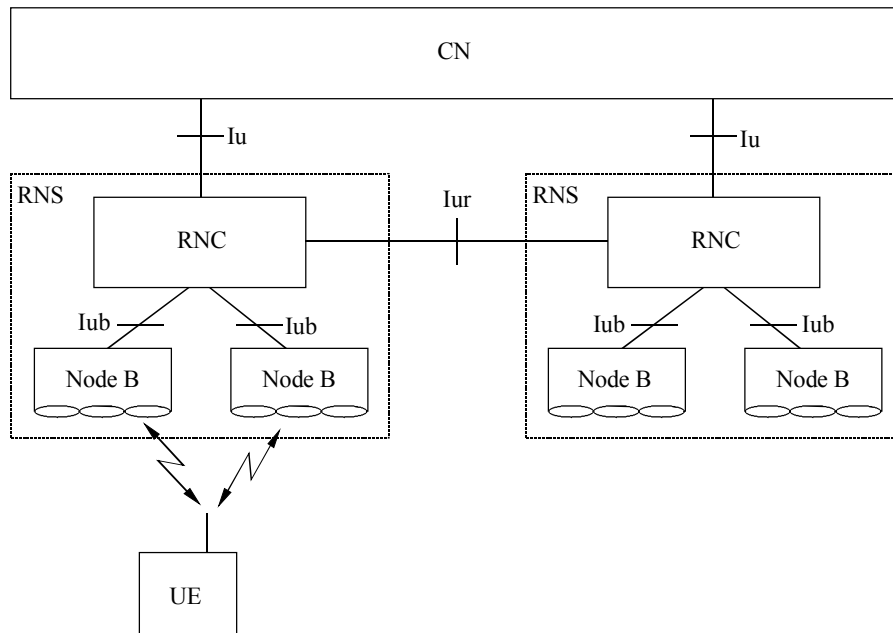 CN
Iu
Iu
RNS
RNS
Iur
RNC
RNC
Iub
Iub
Iub
Iub
Node B
Node B
Node B
Node B
UE